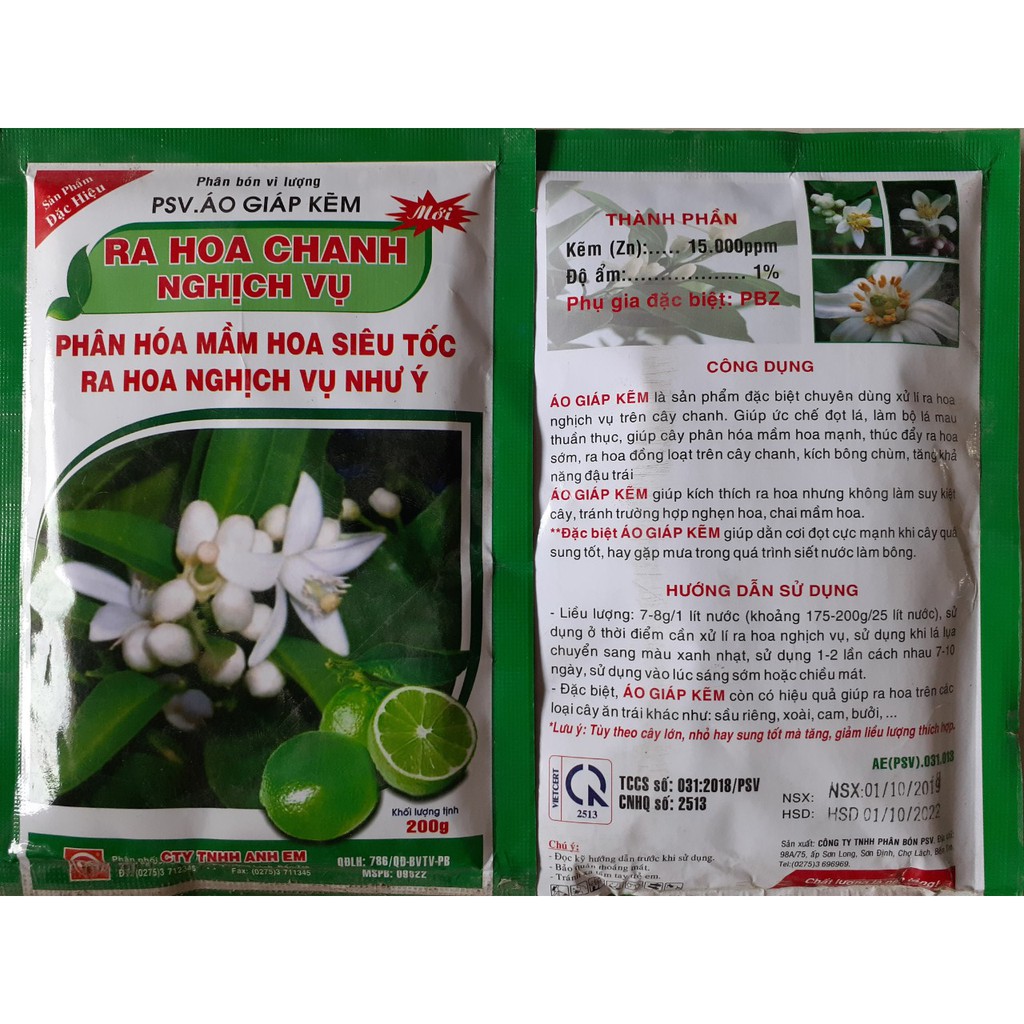 Sản Phẩm
Đặc Hiệu
Phân bón vi lượng
PSV.ÁO GIÁP KẼM
Mới
RA HOA CHANH
NGHỊCH VỤ
PHÂN HÓA MẦM HOA SIÊU TỐC
RA HOA NGHỊCH VỤ NHƯ Ý
Khối lượng tịnh
200g
Phân phối: CTY TNHH ANH EM
Fax: (0275)3 711345
QĐLH: 786/QĐ-BVTV-PB
MSPB: 09522
THÀNH PHẦN
Kẽm (Zn):..... 15.000ppm
Độ ẩm:................... 1%
Phụ gia đặc biệt: PBZ
CÔNG DỤNG
ÁO GIÁP KẼM là sản phẩm đặc biệt chuyên dùng xử lí ra hoa
nghịch vụ trên cây chanh. Giúp ức chế đọt lá, làm bộ lá mau
thuần thục, giúp cây phân hóa mầm hoa mạnh, thúc đẩy ra hoa
sớm, ra hoa đồng loạt trên cây chanh, kích bông chùm, tăng khả
năng đậu trái
ÁO GIÁP KẼM giúp kích thích ra hoa nhưng không làm suy kiệt
cây, tránh trường hợp nghẹn hoa, chai mầm hoa.
**Đặc biệt ÁO GIÁP KẼM giúp dằn cơi đọt cực mạnh khi cây quá
sung tốt, hay gặp mưa trong quá trình siết nước làm bông.
HƯỚNG DẪN SỬ DỤNG
- Liều lượng: 7-8g/1 lít nước (khoảng 175-200g/25 lít nước), sử
dụng ở thời điểm cần xử lí ra hoa nghịch vụ, sử dụng khi lá lụa
chuyển sang màu xanh nhạt, sử dụng 1-2 lần cách nhau 7-10
ngày, sử dụng vào lúc sáng sớm hoặc chiều mát.
- Đặc biệt, ÁO GIÁP KẼM còn có hiệu quả giúp ra hoa trên các
loại cây ăn trái khác như: sầu riêng, xoài, cam, bưởi, ...
*Lưu ý: Tùy theo cây lớn, nhỏ hay sung tốt mà tăng, giảm liều lượng thích hợp.
AE(PSV).031.013
VIETCERT
2513
TCCS số: 031:2018/PSV
CNHQ số: 2513
NSX: NSX:01/10/2019
HSD: HSD 01/10/2022
Sản xuất: CÔNG TY TNHH PHÂN BÓN PSV.
98A/75, ấp Sơn Long, Sơn Định, Chợ Lách,
Tel:(0275)3 696969.
Chú ý:
- Đọc kỹ hướng dẫn trước khi sử dụng.
- Bảo quản thoáng mát.
- Tránh xa tầm tay trẻ em.